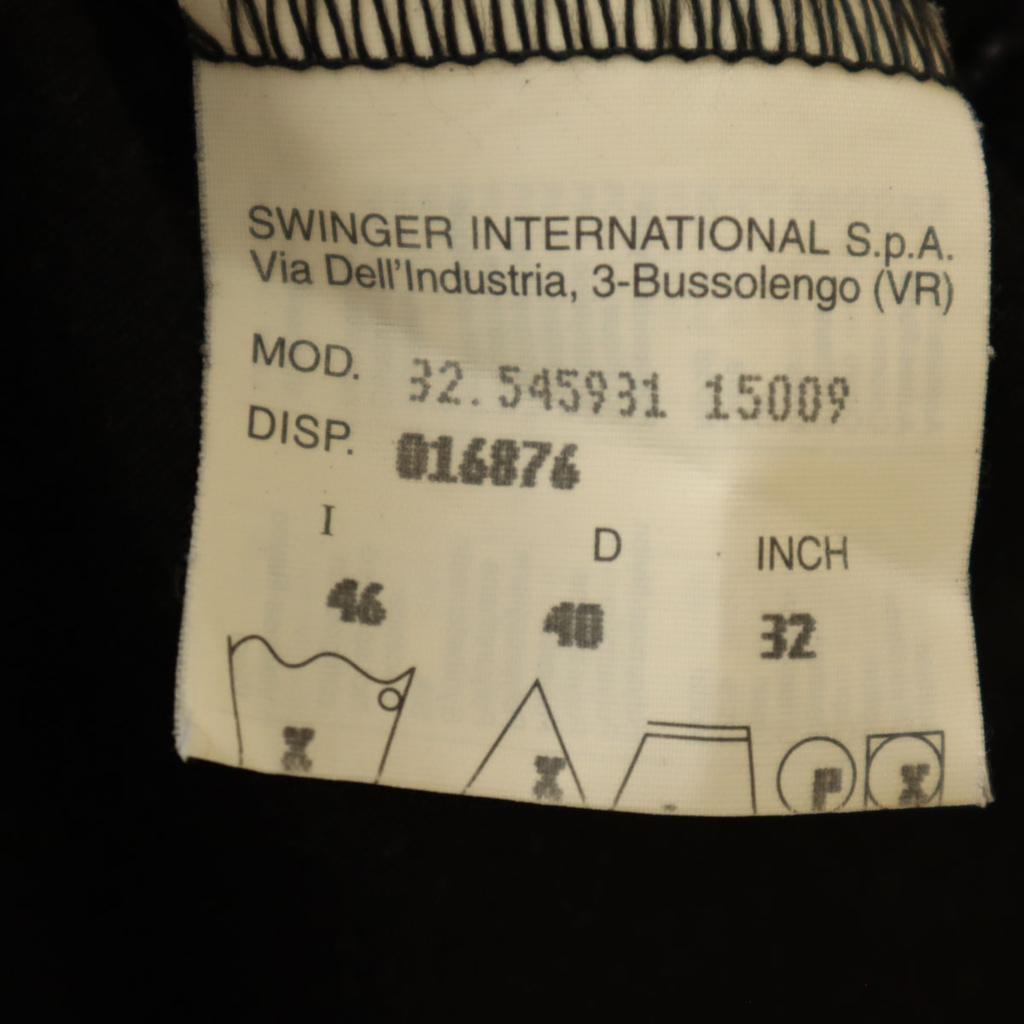 SWINGER INTERNATIONAL S.p.A.
Via Dell'Industria, 3-Bussolengo (VR)
MOD. 32.545931 15009
DISP. 016876
I D INCH
46 40 32
X X P X